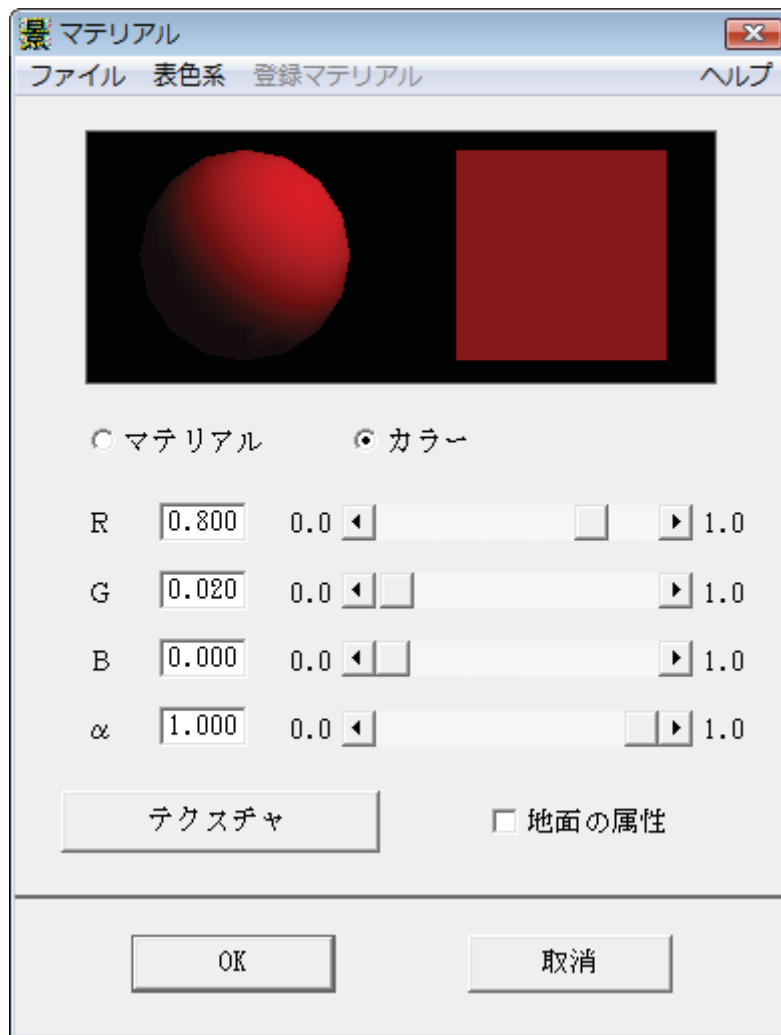 景 マテリアル
ファイル 表色系 登録マテリアル ヘルプ
マテリアル カラー
R 0.800 0.0 1.0
G 0.020 0.0 1.0
B 0.000 0.0 1.0
α 1.000 0.0 1.0
テクスチャ 地面の属性
OK 取消